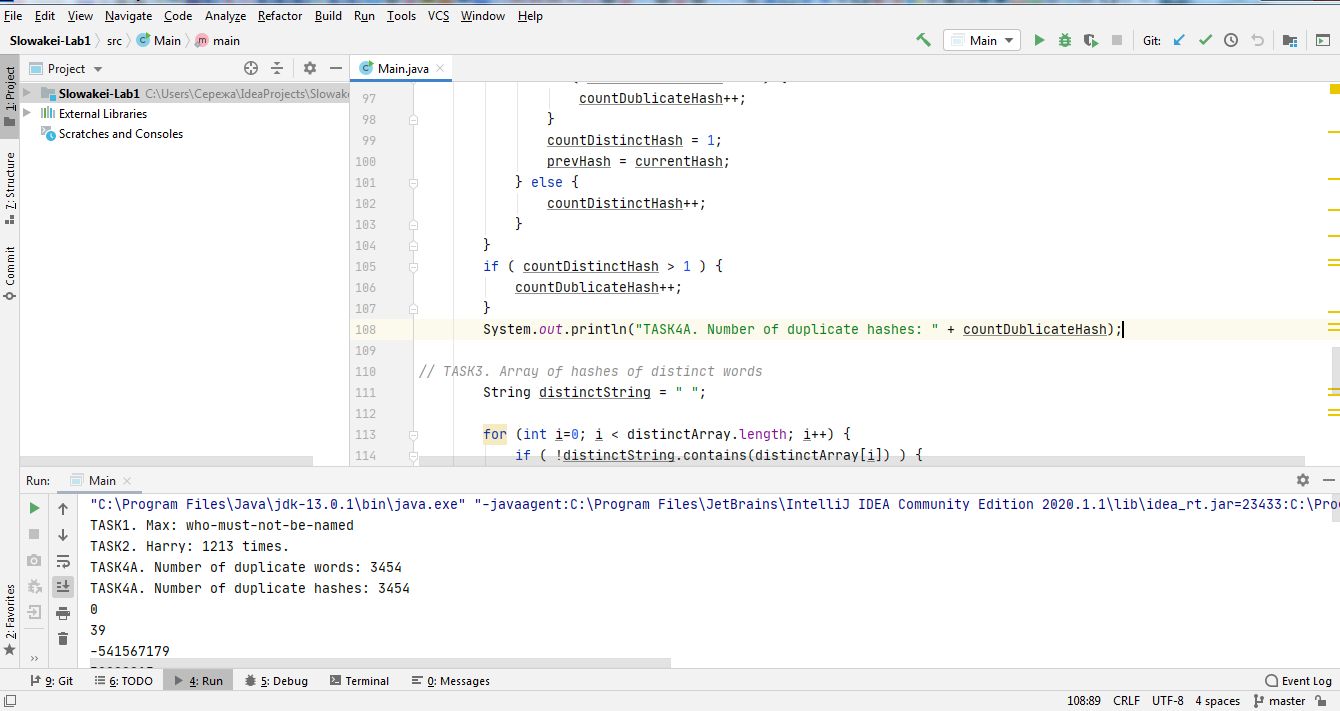 File Edit View Navigate Code Analyze Refactor Build Run Tools VCS Window Help
Slowakei-Lab1 src Main main
Main Git:
1: Project
7: Structure
Commit
2: Favorites
Project
Slowakei-Lab1 C:\Users\Сережа\IdeaProjects\Slowake
External Libraries
Scratches and Consoles
Main.java
97 countDublicateHash++;
98 }
99 countDistinctHash = 1;
100 prevHash = currentHash;
101 } else {
102 countDistinctHash++;
103 }
104 }
105 if ( countDistinctHash > 1 ) {
106 countDublicateHash++;
107 }
108 System.out.println("TASK4A. Number of duplicate hashes: " + countDublicateHash);
109
110 // TASK3. Array of hashes of distinct words
111 String distinctString = " ";
112
113 for (int i=0; i < distinctArray.length; i++) {
114 if ( !distinctString.contains(distinctArray[i]) ) {
Run: Main
"C:\Program Files\Java\jdk-13.0.1\bin\java.exe" "-javaagent:C:\Program Files\JetBrains\IntelliJ IDEA Community Edition 2020.1.1\lib\idea_rt.jar=23433:C:\Pro
TASK1. Max: who-must-not-be-named
TASK2. Harry: 1213 times.
TASK4A. Number of duplicate words: 3454
TASK4A. Number of duplicate hashes: 3454
0
39
-541567179
9: Git 6: TODO 4: Run 5: Debug Terminal 0: Messages Event Log
108:89 CRLF UTF-8 4 spaces master